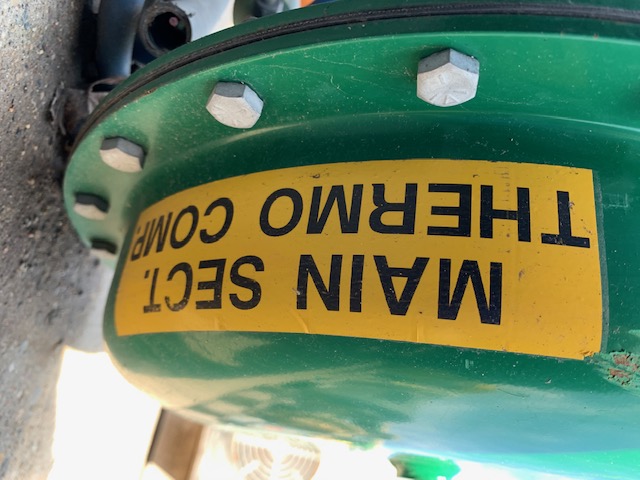 MAIN SECT.
THERMO COMP.